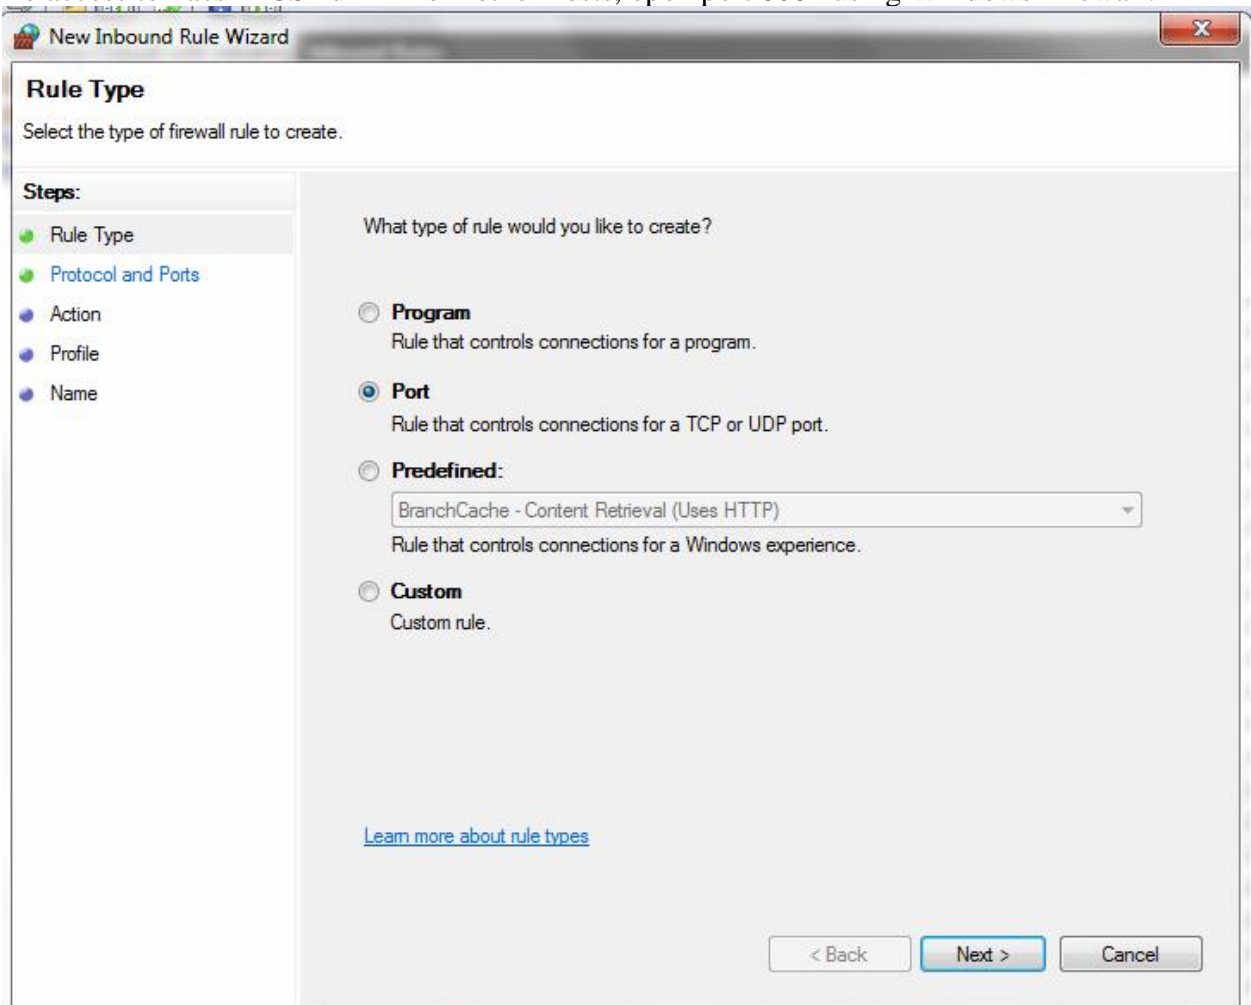 New Inbound Rule Wizard
X
Rule Type
Select the type of firewall rule to create.
Steps:
Rule Type
Protocol and Ports
Action
Profile
Name
What type of rule would you like to create?
Program
Rule that controls connections for a program.
Port
Rule that controls connections for a TCP or UDP port.
Predefined:
BranchCache - Content Retrieval (Uses HTTP)
Rule that controls connections for a Windows experience.
Custom
Custom rule.
Learn more about rule types
< Back
Next >
Cancel